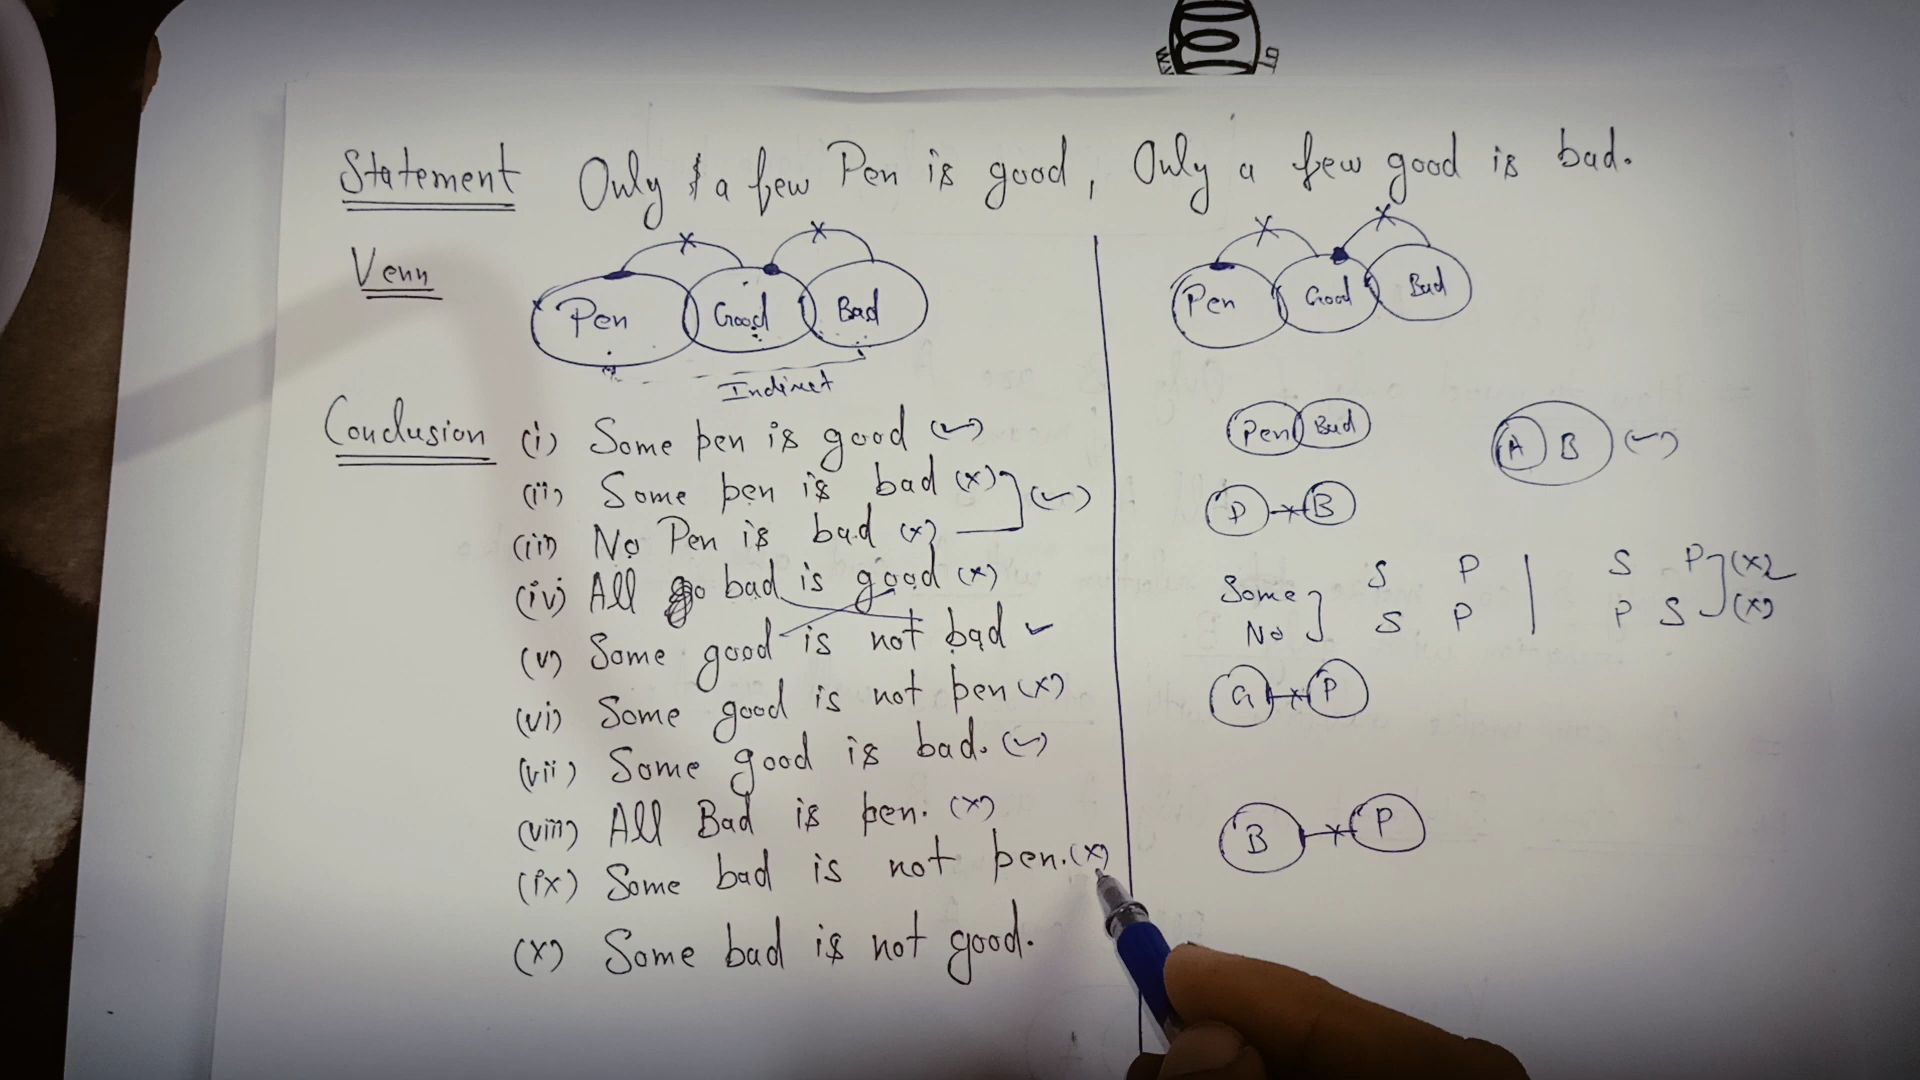 Statement Only a few Pen is good, Only a few good is bad.
Venn
Pen Good Bad
Indirect
Pen Good Bad
Conclusion (i) Some pen is good (✓)
(ii) Some pen is bad (x)
(iii) No Pen is bad (x) (✓)
(iv) All bad is good (x)
(v) Some good is not bad ✓
(vi) Some good is not pen (x)
(vii) Some good is bad. (✓)
(viii) All Bad is pen. (x)
(ix) Some bad is not pen. (x)
(x) Some bad is not good.
Pen Bad
A B (✓)
P x B
Some S P S P (x)
No S P P S (x)
G x P
B x P